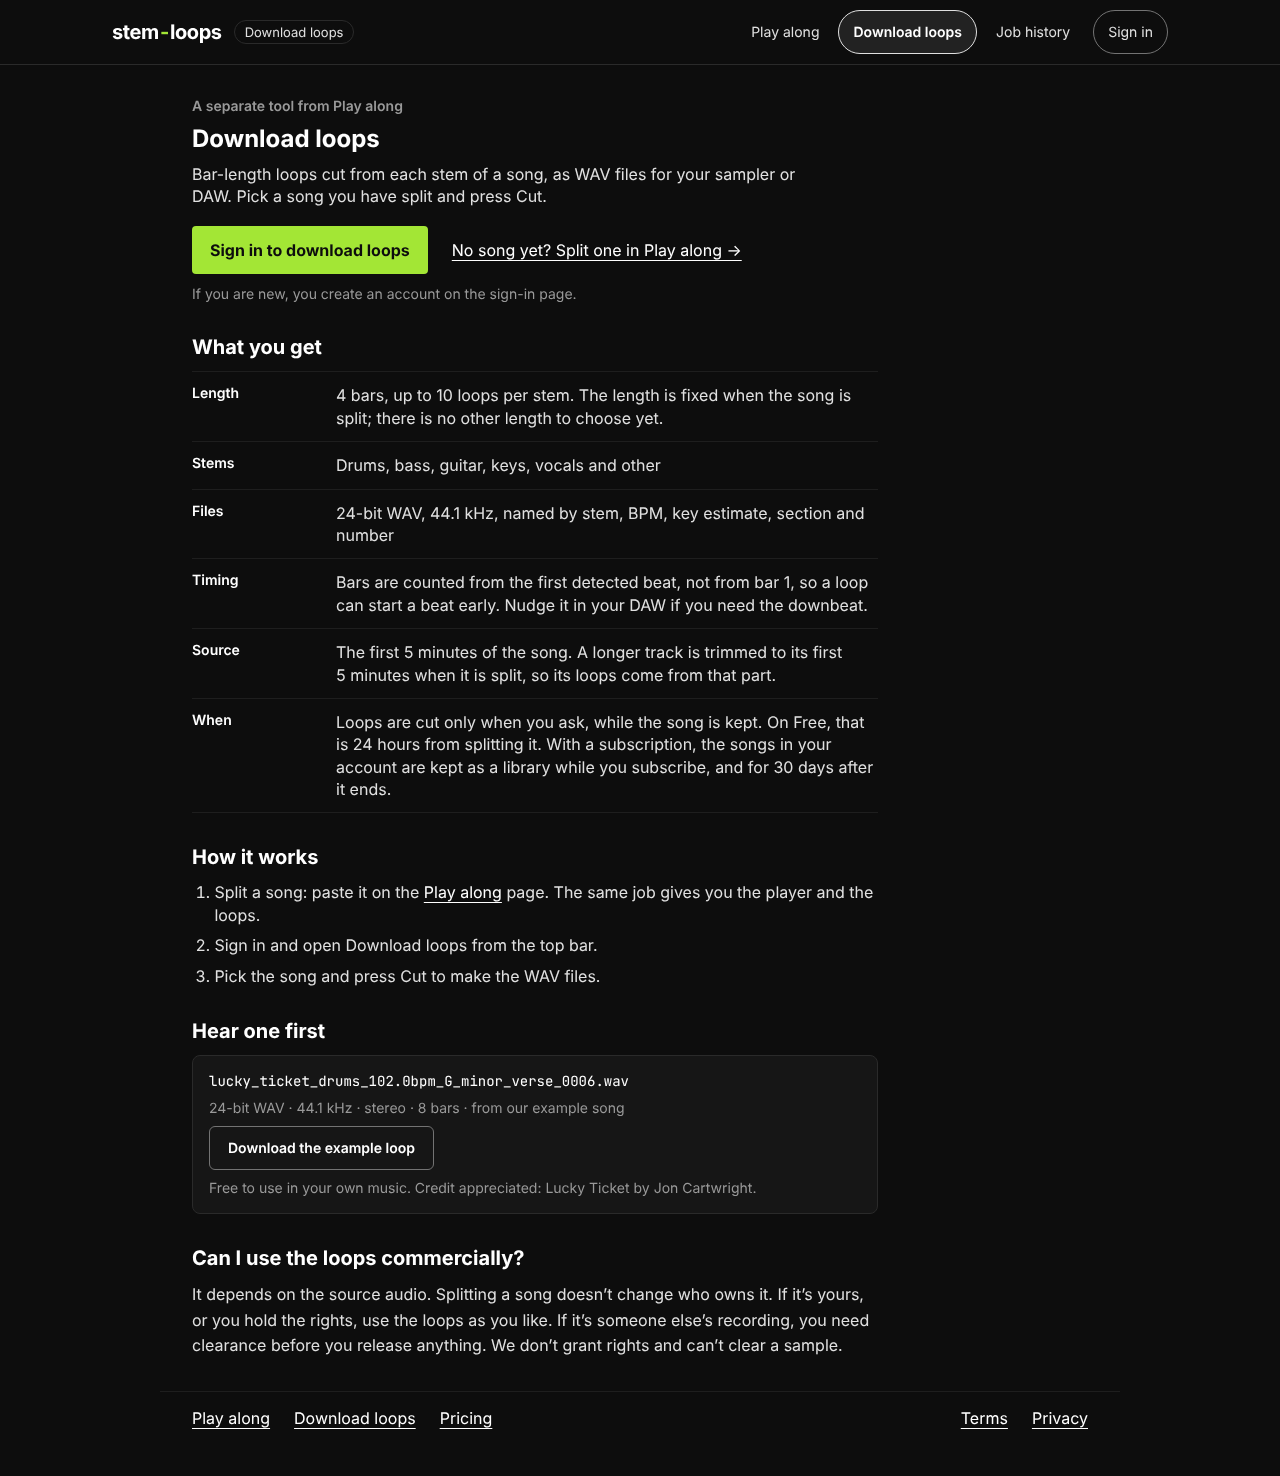 stem-loops
Download loops
Play along
Download loops
Job history
Sign in
A separate tool from Play along
Download loops
Bar-length loops cut from each stem of a song, as WAV files for your sampler or
DAW. Pick a song you have split and press Cut.
Sign in to download loops
No song yet? Split one in Play along →
If you are new, you create an account on the sign-in page.
What you get
Length
4 bars, up to 10 loops per stem. The length is fixed when the song is
split; there is no other length to choose yet.
Stems
Drums, bass, guitar, keys, vocals and other
Files
24-bit WAV, 44.1 kHz, named by stem, BPM, key estimate, section and
number
Timing
Bars are counted from the first detected beat, not from bar 1, so a loop
can start a beat early. Nudge it in your DAW if you need the downbeat.
Source
The first 5 minutes of the song. A longer track is trimmed to its first
5 minutes when it is split, so its loops come from that part.
When
Loops are cut only when you ask, while the song is kept. On Free, that
is 24 hours from splitting it. With a subscription, the songs in your
account are kept as a library while you subscribe, and for 30 days after
it ends.
How it works
1. Split a song: paste it on the Play along page. The same job gives you the player and the
loops.
2. Sign in and open Download loops from the top bar.
3. Pick the song and press Cut to make the WAV files.
Hear one first
lucky_ticket_drums_102.0bpm_G_minor_verse_0006.wav
24-bit WAV · 44.1 kHz · stereo · 8 bars · from our example song
Download the example loop
Free to use in your own music. Credit appreciated: Lucky Ticket by Jon Cartwright.
Can I use the loops commercially?
It depends on the source audio. Splitting a song doesn’t change who owns it. If it’s yours,
or you hold the rights, use the loops as you like. If it’s someone else’s recording, you need
clearance before you release anything. We don’t grant rights and can’t clear a sample.
Play along
Download loops
Pricing
Terms
Privacy